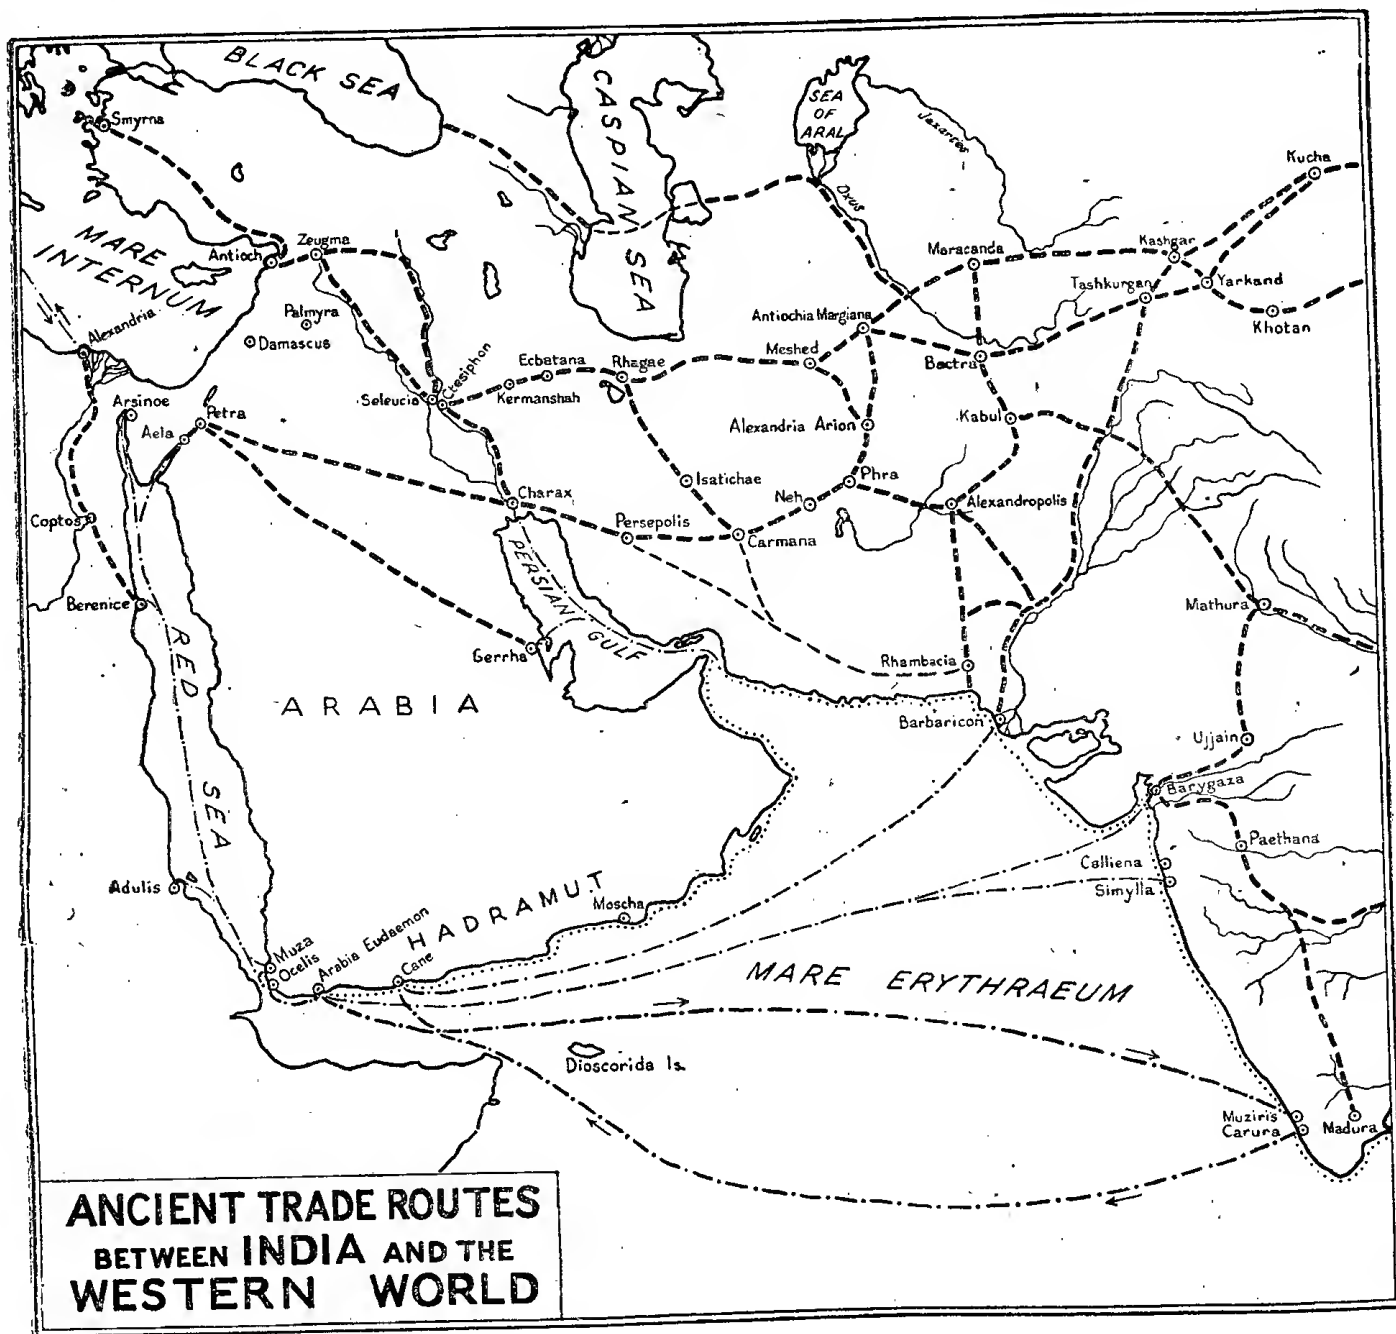 BLACK SEA
CASPIAN SEA
SEA
OF
ARAL
Jaxartes
Oxus
Kucha
Smyrna
MARE
INTERNUM
Antioch
Zeugma
Maracanda
Kashgar
Tashkurgan
Yarkand
Khotan
Alexandria
Palmyra
Damascus
Antiochia Margiana
Meshed
Bactra
Ctesiphon
Seleucia
Ecbatana
Kermanshah
Rhagae
Arsinoe
Petra
Aela
Alexandria Arion
Kabul
Isatichae
Phra
Neh
Alexandropolis
Charax
Coptos
Persepolis
Carmana
PERSIAN
GULF
Berenice
Mathura
Gerrha
Rhambacia
RED
SEA
ARABIA
Barbaricon
Ujjain
Barygaza
Paethana
Calliena
Simylla
Adulis
HADRAMUT
Moscha
Muza
Ocelis
Arabia Eudaemon
Cane
MARE ERYTHRAEUM
Dioscorida Is.
Muziris
Carura
Madura
ANCIENT TRADE ROUTES
BETWEEN INDIA AND THE
WESTERN WORLD